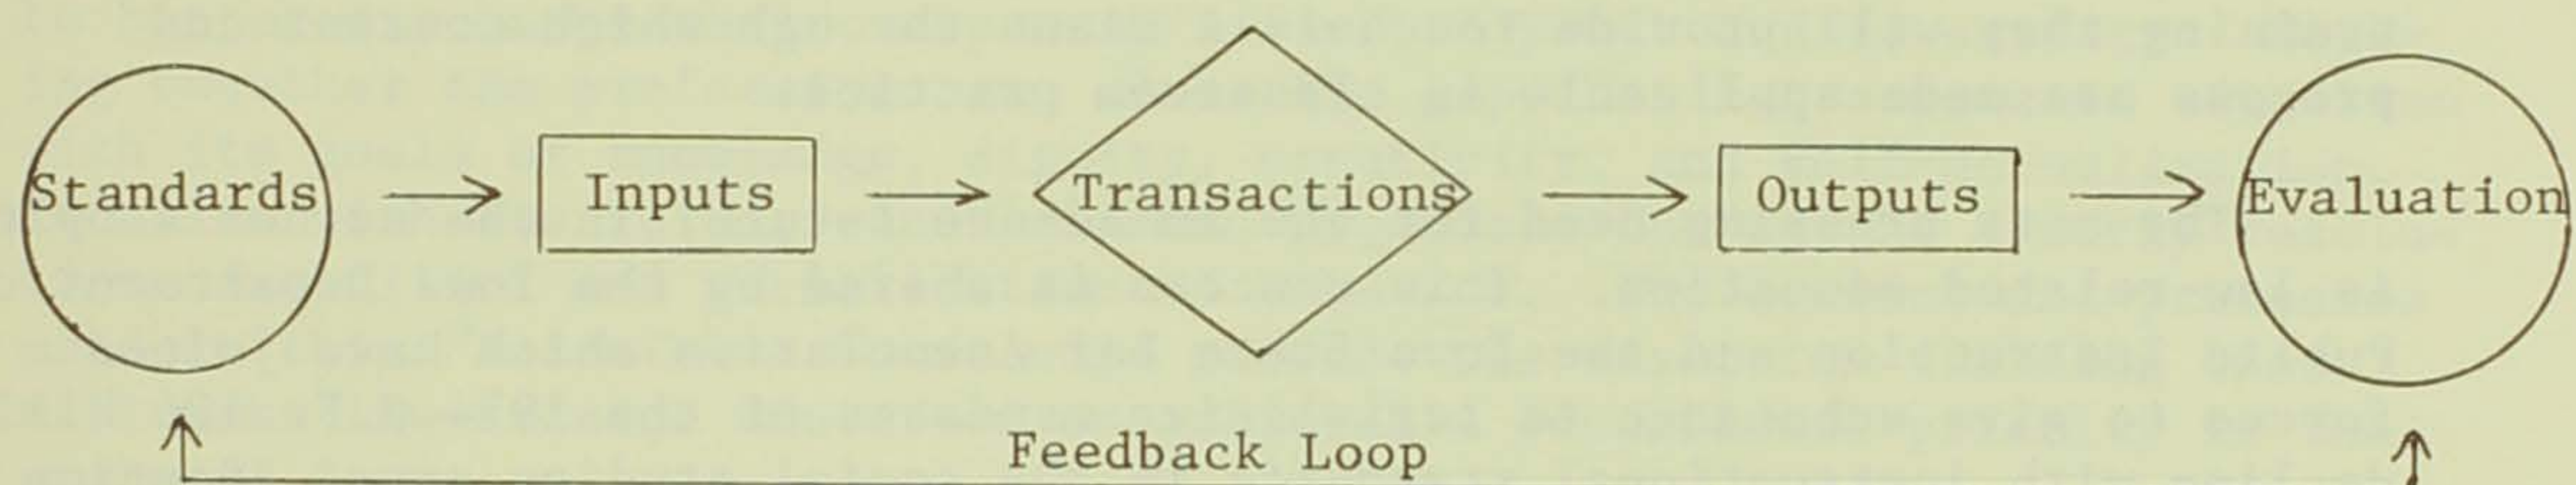 Standards Inputs Transactions Outputs Evaluation
Feedback Loop